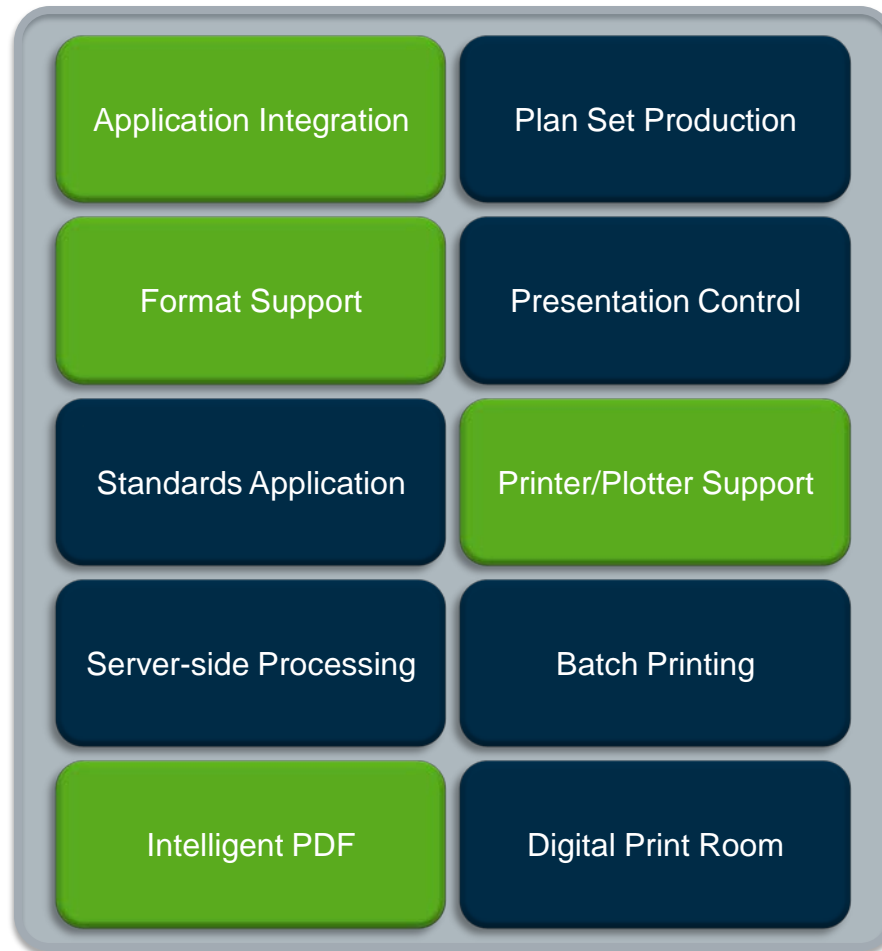 Application Integration
Plan Set Production
Format Support
Presentation Control
Standards Application
Printer/Plotter Support
Server-side Processing
Batch Printing
Intelligent PDF
Digital Print Room